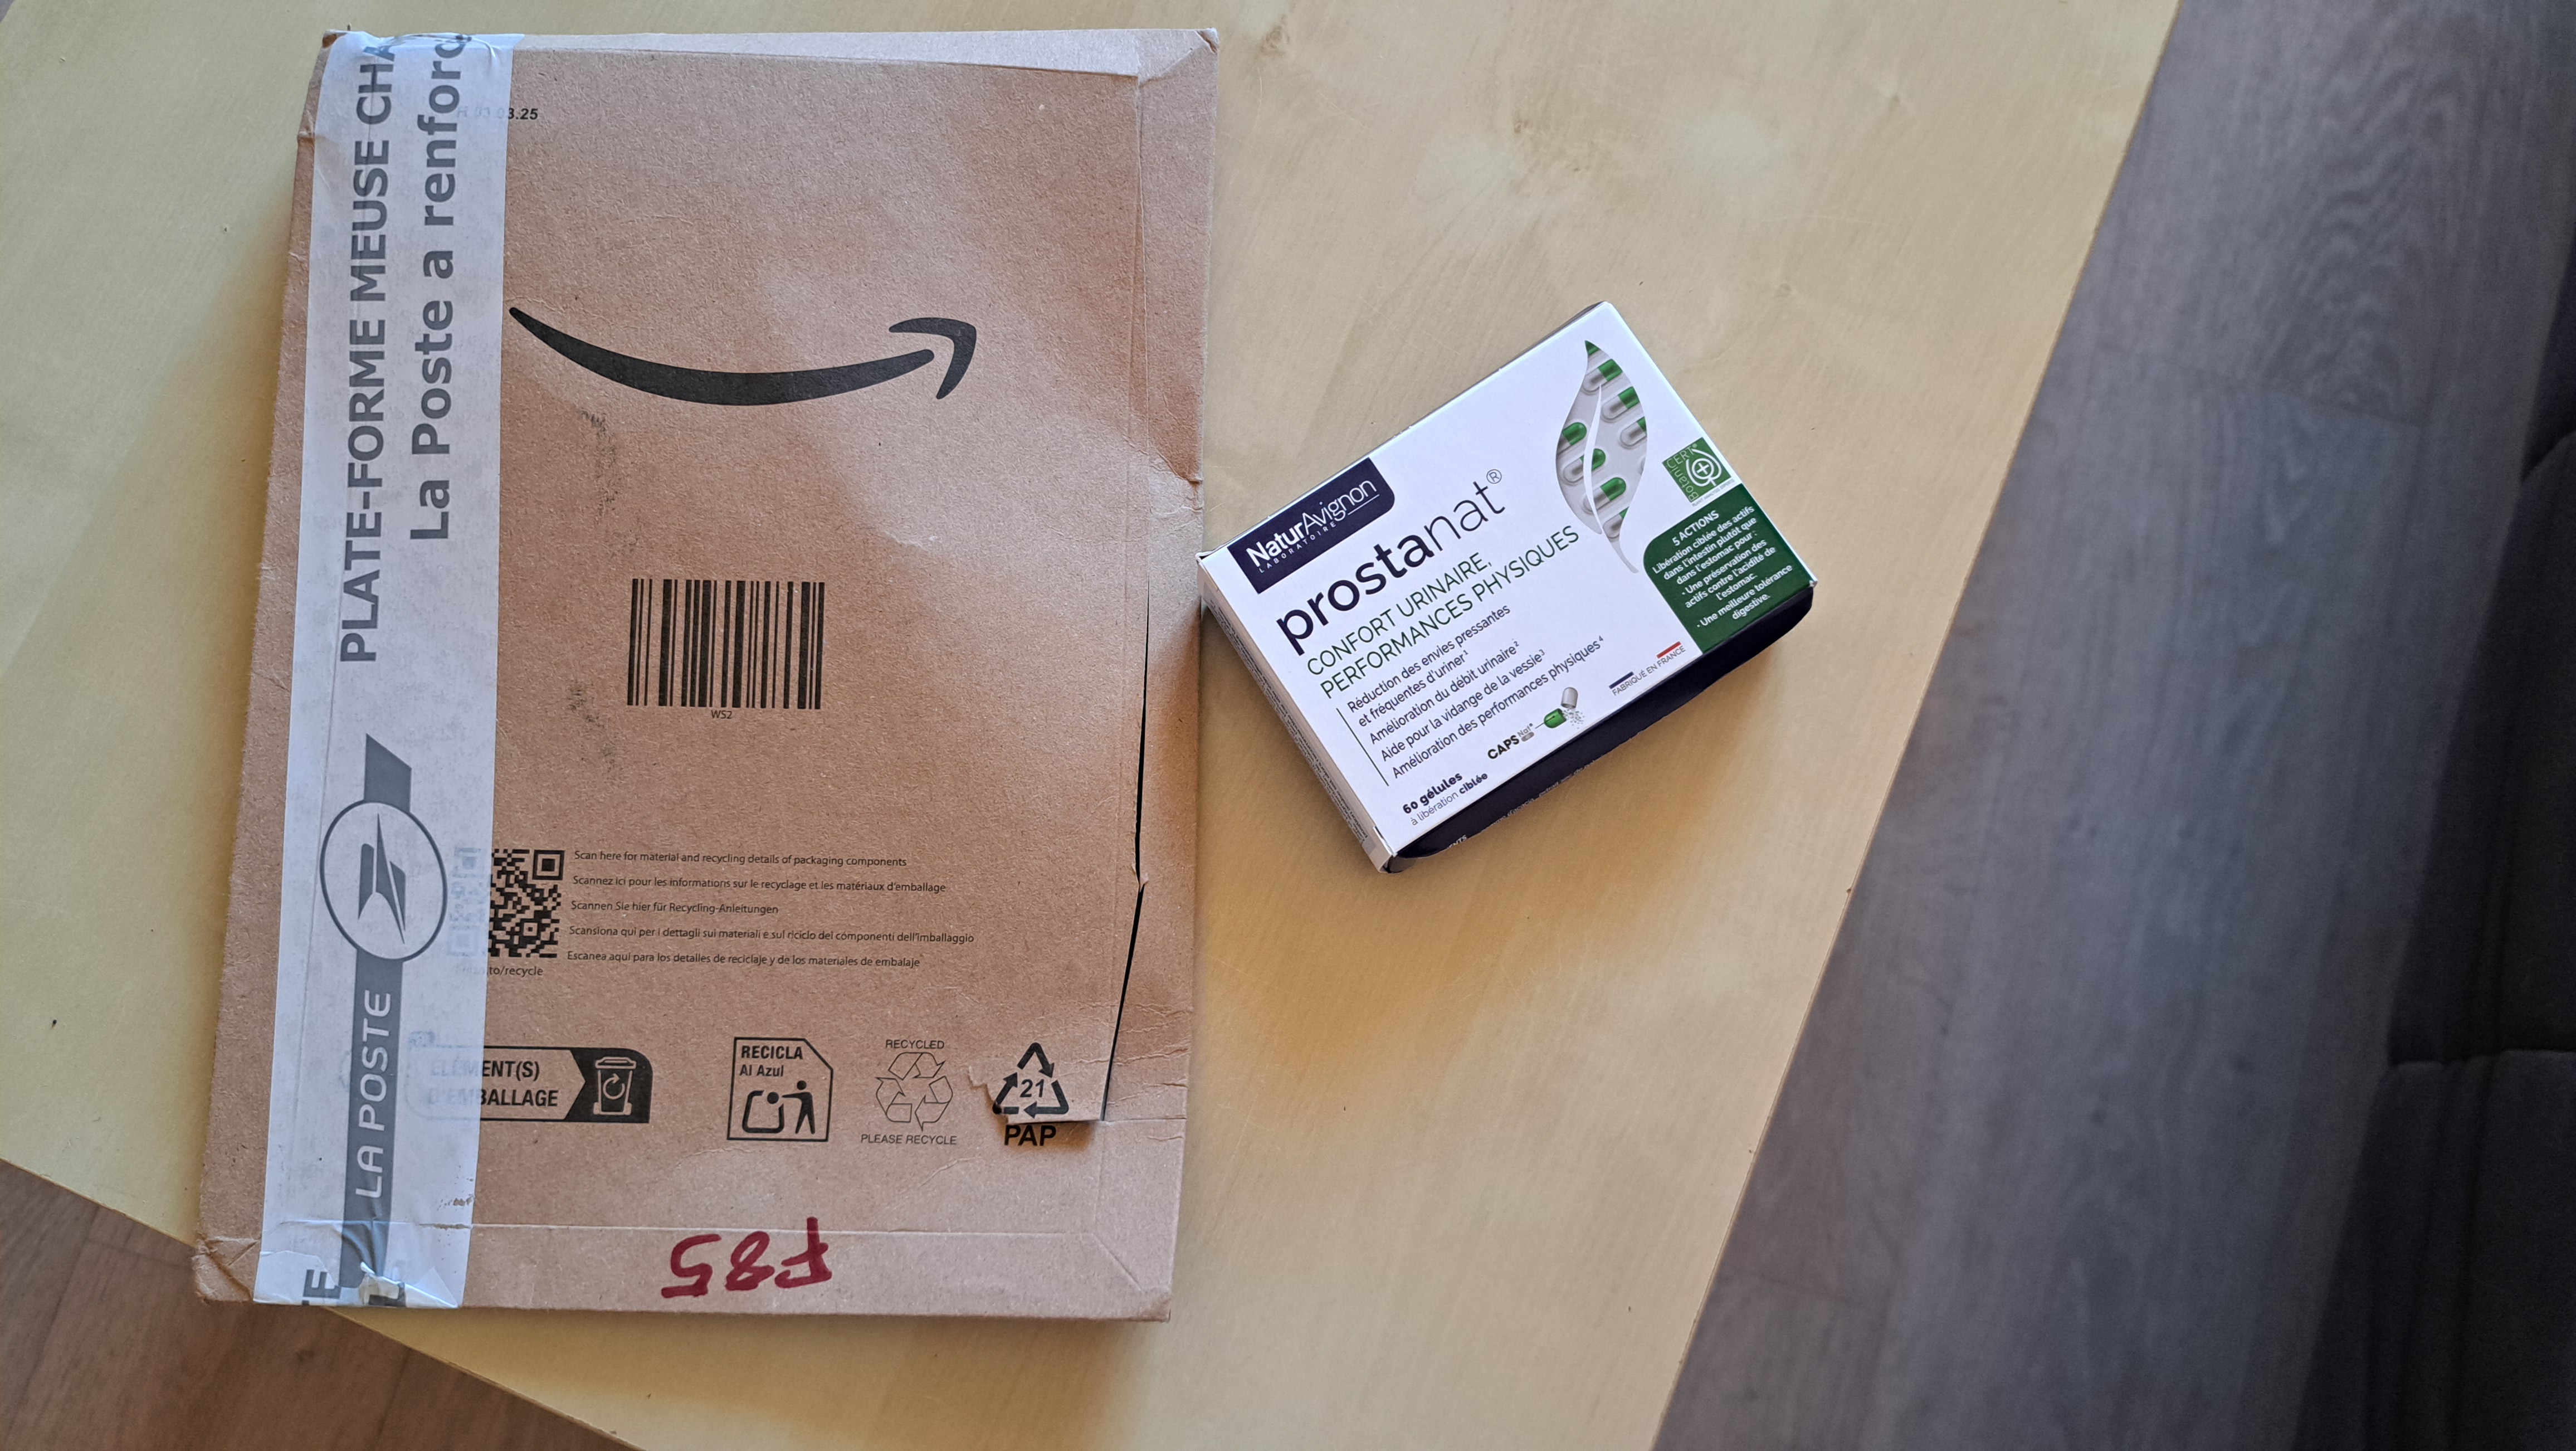 PLATE-FORME MEUSE CHA
La Poste a renforc
LA POSTE
3.25
WS2
Scan here for material and recycling details of packaging components
Scannez ici pour les informations sur le recyclage et les matériaux d'emballage
Scannen Sie hier für Recycling-Anleitungen
Scansiona qui per i dettagli sui materiali e sul riciclo dei componenti dell'imballaggio
Escanea aquí para los detalles de reciclaje y de los materiales de embalaje
to/recycle
ÉLÉMENT(S)
D'EMBALLAGE
RECICLA
Al Azul
RECYCLED
PLEASE RECYCLE
21
PAP
F85
NaturAvignon
LABORATOIRE
prostanat®
CONFORT URINAIRE,
PERFORMANCES PHYSIQUES
Réduction des envies pressantes
et fréquentes d'uriner¹
Amélioration du débit urinaire²
Aide pour la vidange de la vessie³
Amélioration des performances physiques⁴
60 gélules
à libération ciblée
CAPS
FABRIQUÉ EN FRANCE
CERT
Botani
5 ACTIONS
Libération ciblée des actifs
dans l'intestin plutôt que
dans l'estomac pour :
- Une préservation des
actifs contre l'acidité de
l'estomac.
- Une meilleure tolérance
digestive.